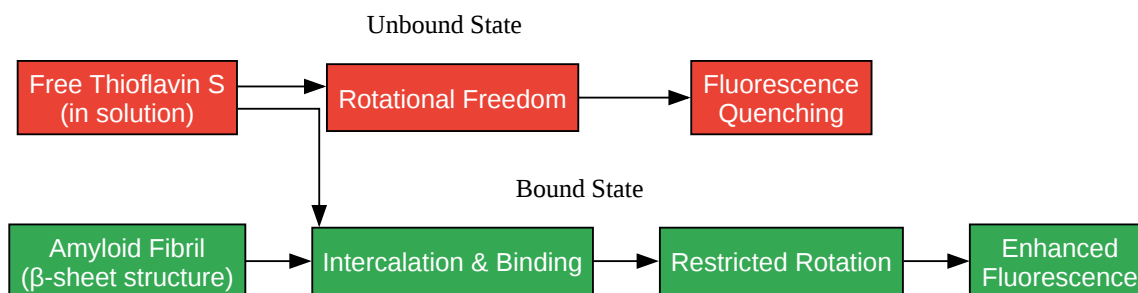 Unbound State
Free Thioflavin S
(in solution)
Rotational Freedom
Fluorescence
Quenching
Bound State
Amyloid Fibril
(β-sheet structure)
Intercalation & Binding
Restricted Rotation
Enhanced
Fluorescence